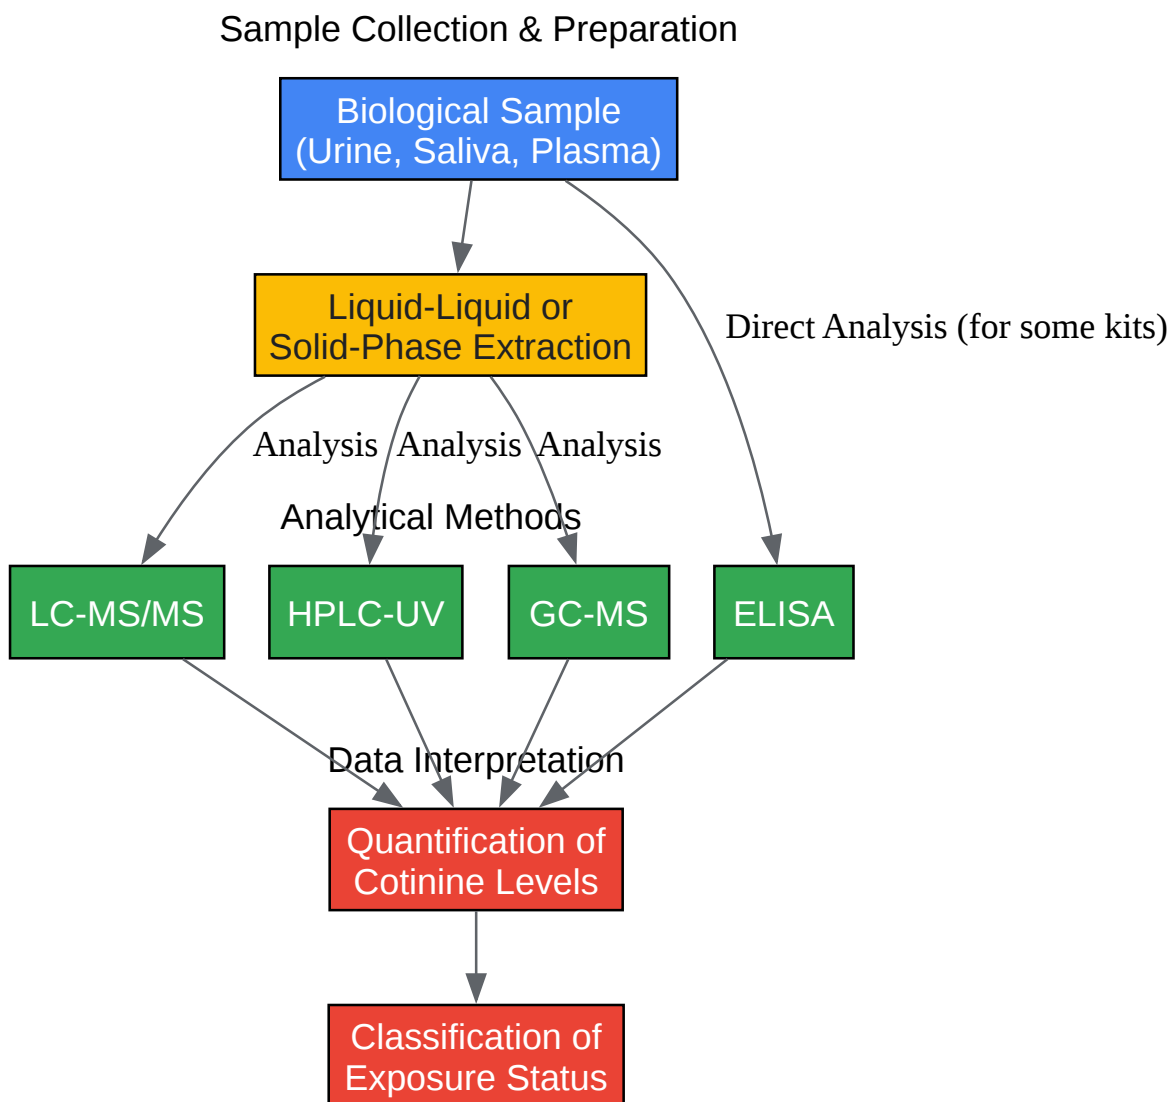 Sample Collection & Preparation
Biological Sample
(Urine, Saliva, Plasma)
Liquid-Liquid or
Solid-Phase Extraction
Direct Analysis (for some kits)
Analysis
Analysis
Analysis
Analytical Methods
LC-MS/MS
HPLC-UV
GC-MS
ELISA
Data Interpretation
Quantification of
Cotinine Levels
Classification of
Exposure Status